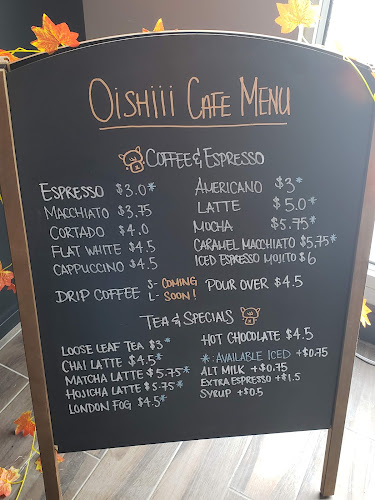 Oishiii Cafe Menu
Coffee & Espresso
Espresso $3.0*
Macchiato $3.75
Cortado $4.0
Flat White $4.5
Cappuccino $4.5
Americano $3*
Latte $5.0*
Mocha $5.75*
Caramel Macchiato $5.75*
Iced Espresso Mojito $6
Drip Coffee S- Coming
L- Soon!
Pour Over $4.5
Tea & Specials
Loose Leaf Tea $3*
Chai Latte $4.5*
Matcha Latte $5.75*
Hojicha Latte $5.75*
London Fog $4.5*
Hot Chocolate $4.5
*: Available Iced +$0.75
Alt Milk +$0.75
Extra Espresso +$1.5
Syrup +$0.5